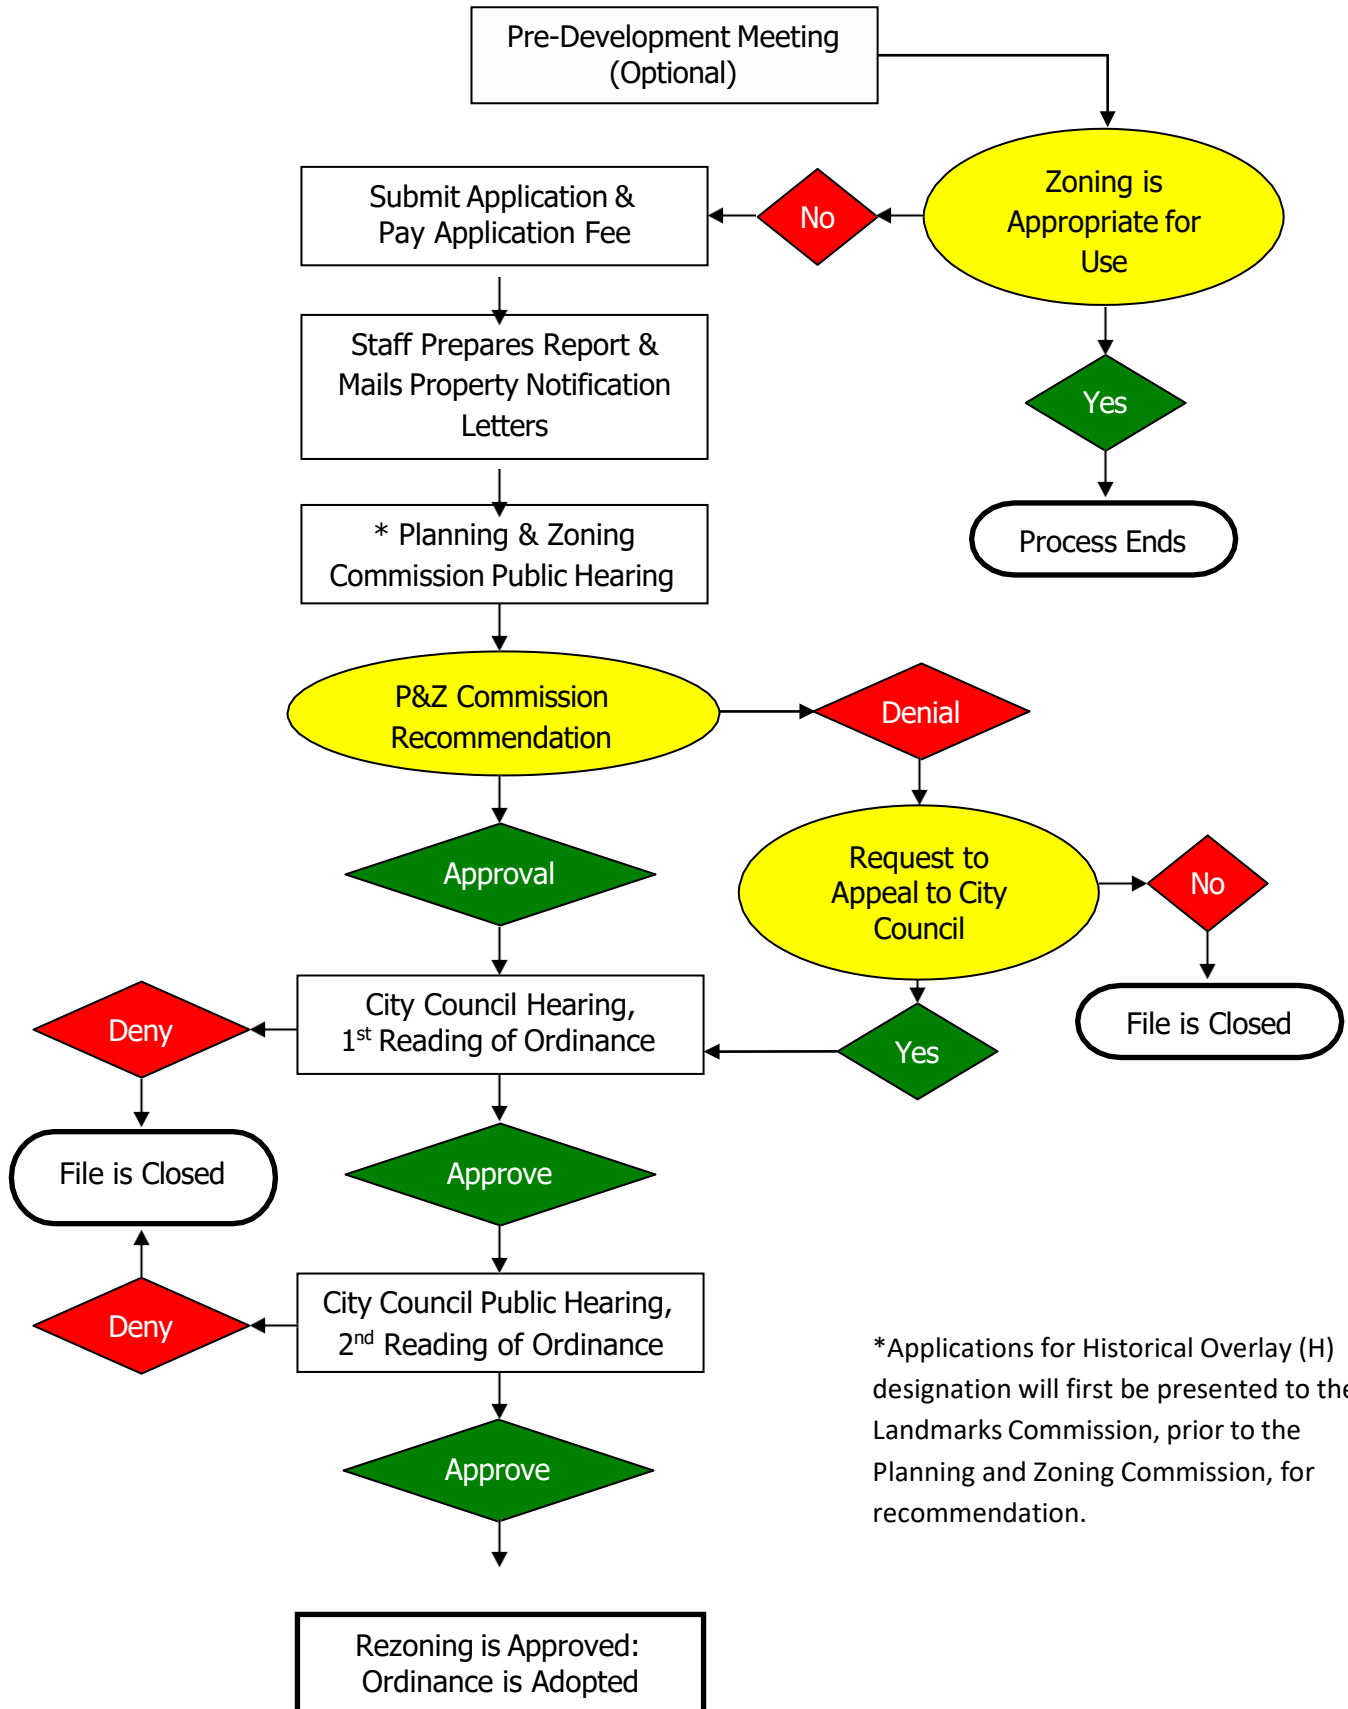 Pre-Development Meeting
(Optional)
Zoning is
Appropriate for
Use
No
Submit Application &
Pay Application Fee
Yes
Process Ends
Staff Prepares Report &
Mails Property Notification
Letters
* Planning & Zoning
Commission Public Hearing
P&Z Commission
Recommendation
Denial
Approval
Request to
Appeal to City
Council
No
File is Closed
Yes
City Council Hearing,
1st Reading of Ordinance
Deny
File is Closed
Approve
City Council Public Hearing,
2nd Reading of Ordinance
Deny
Approve
Rezoning is Approved:
Ordinance is Adopted
*Applications for Historical Overlay (H)
designation will first be presented to the
Landmarks Commission, prior to the
Planning and Zoning Commission, for
recommendation.